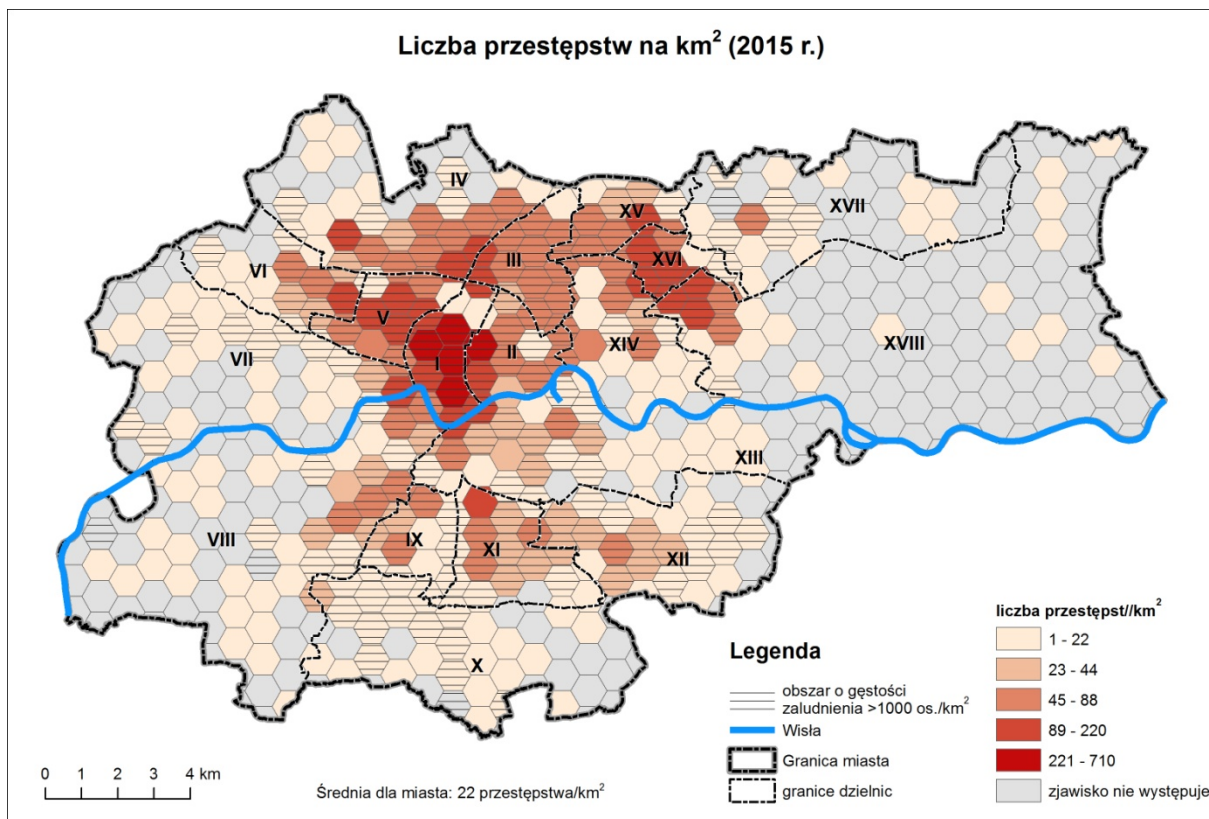 Liczba przestępstw na km² (2015 r.)
IV
XVII
XV
III
XVI
VI
V
XVIII
VII
I
II
XIV
XIII
VIII
IX
XI
XII
X
Legenda
obszar o gęstości
zaludnienia >1000 os./km²
Wisła
Granica miasta
granice dzielnic
liczba przestępst//km²
1 - 22
23 - 44
45 - 88
89 - 220
221 - 710
zjawisko nie występuje
0 1 2 3 4 km
Średnia dla miasta: 22 przestępstwa/km²